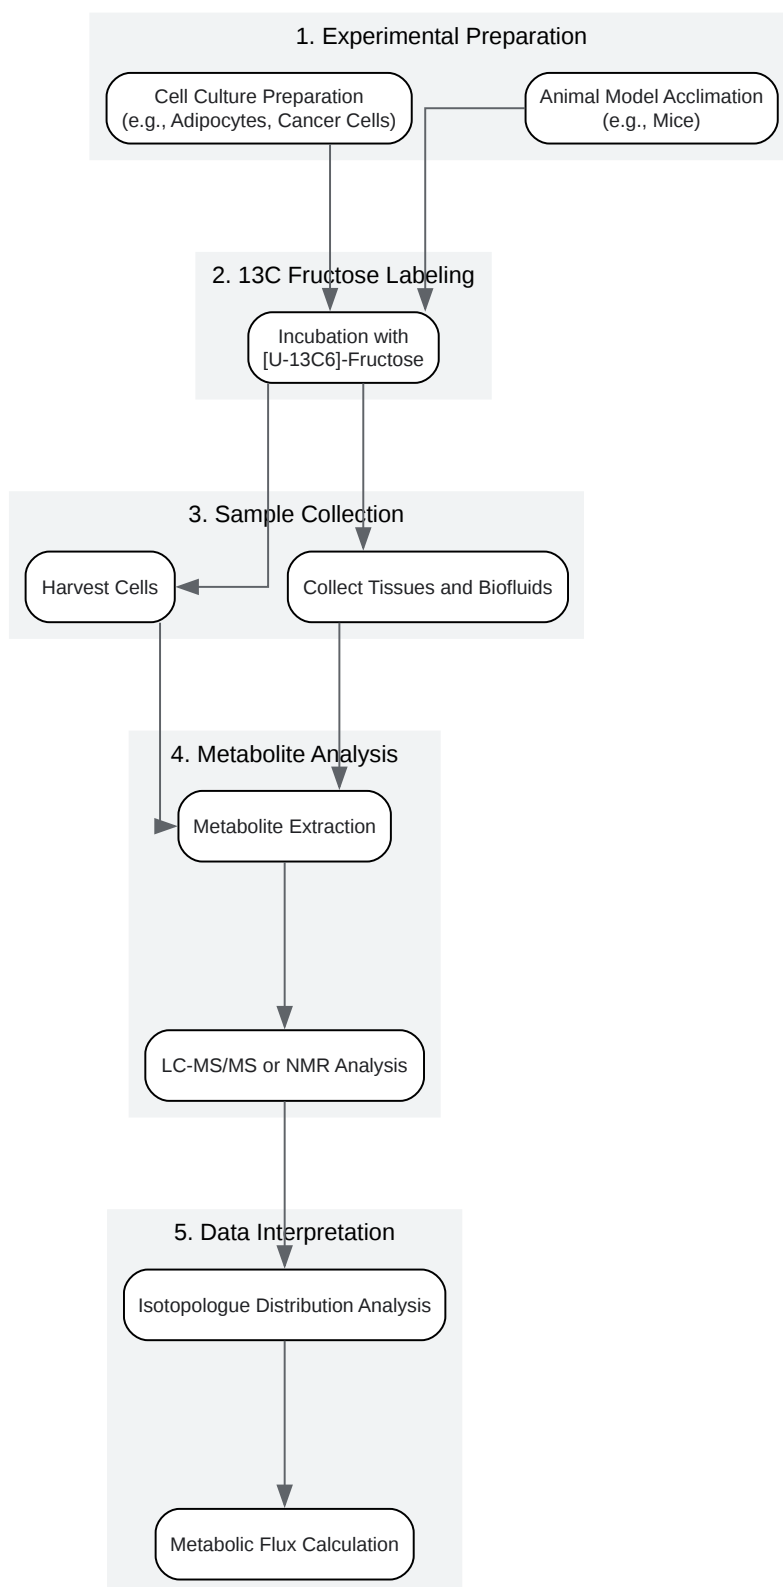 1. Experimental Preparation
Cell Culture Preparation
(e.g., Adipocytes, Cancer Cells)
Animal Model Acclimation
(e.g., Mice)
2. 13C Fructose Labeling
Incubation with
[U-13C6]-Fructose
3. Sample Collection
Harvest Cells
Collect Tissues and Biofluids
4. Metabolite Analysis
Metabolite Extraction
LC-MS/MS or NMR Analysis
5. Data Interpretation
Isotopologue Distribution Analysis
Metabolic Flux Calculation